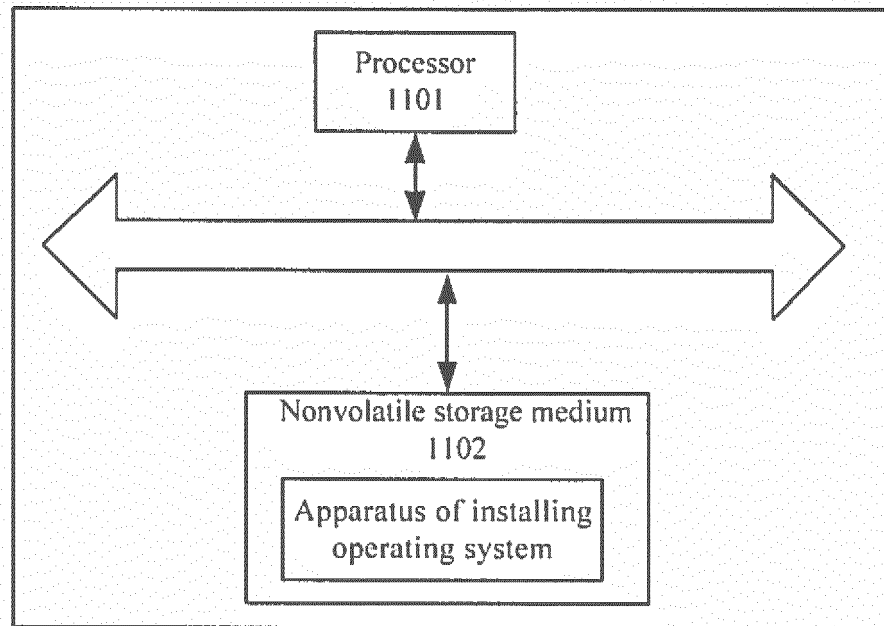 Processor
1101
Nonvolatile storage medium
1102
Apparatus of installing
operating system